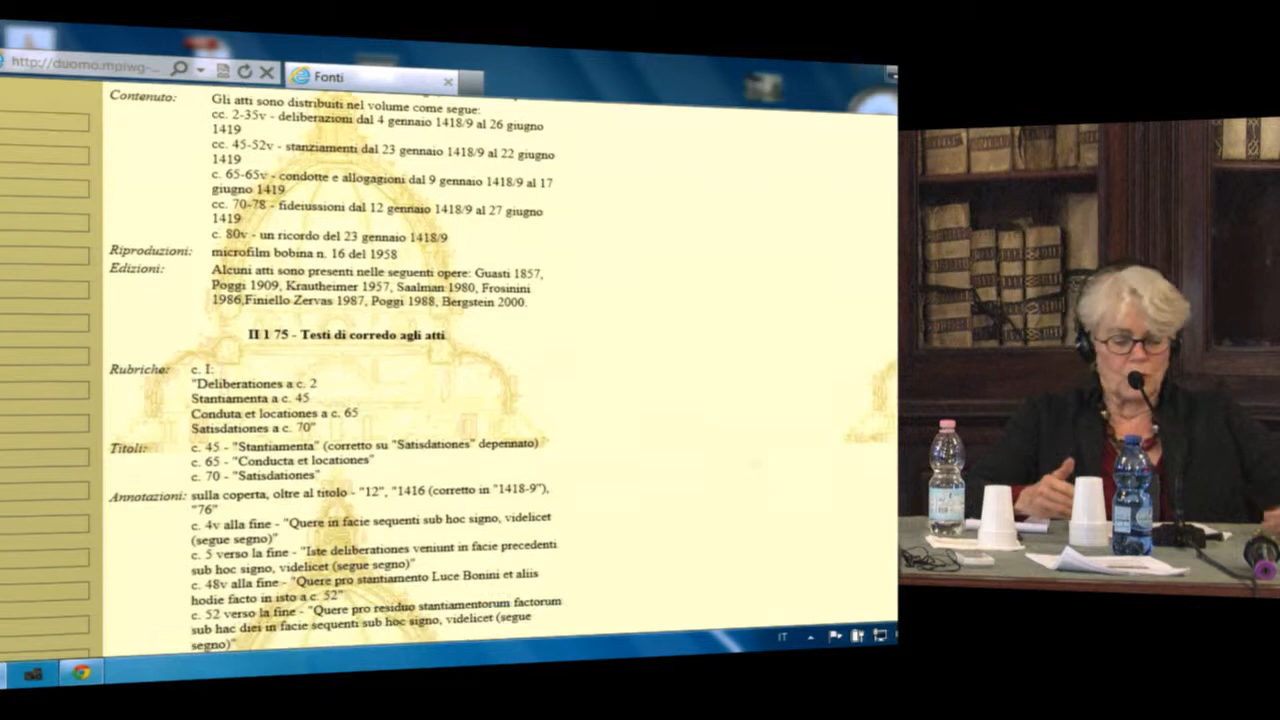 http://duomo.mpiwg-...
Fonti
Contenuto:
Gli atti sono distribuiti nel volume come segue:
cc. 2-35v - deliberazioni dal 4 gennaio 1418/9 al 26 giugno
1419
cc. 45-52v - stanziamenti dal 23 gennaio 1418/9 al 22 giugno
1419
c. 65-65v - condotte e allogagioni dal 9 gennaio 1418/9 al 17
giugno 1419
cc. 70-78 - fideiussioni dal 12 gennaio 1418/9 al 27 giugno
1419
c. 80v - un ricordo del 23 gennaio 1418/9
Riproduzioni: microfilm bobina n. 16 del 1958
Edizioni: Alcuni atti sono presenti nelle seguenti opere: Guasti 1857,
Poggi 1909, Krautheimer 1957, Saalman 1980, Frosinini
1986,Finiello Zervas 1987, Poggi 1988, Bergstein 2000.
II 1 75 - Testi di corredo agli atti
Rubriche: c. I:
"Deliberationes a c. 2
Stantiamenta a c. 45
Conduta et locationes a c. 65
Satisdationes a c. 70"
Titoli: c. 45 - "Stantiamenta" (corretto su "Satisdationes" depennato)
c. 65 - "Conducta et locationes"
c. 70 - "Satisdationes"
Annotazioni: sulla coperta, oltre al titolo - "12", "1416 (corretto in "1418-9"),
"76"
c. 4v alla fine - "Quere in facie sequenti sub hoc signo, videlicet
(segue segno)"
c. 5 verso la fine - "Iste deliberationes veniunt in facie precedenti
sub hoc signo, videlicet (segue segno)"
c. 48v alla fine - "Quere pro stantiamento Luce Bonini et aliis
hodie facto in isto a c. 52"
c. 52 verso la fine - "Quere pro residuo stantiamentorum factorum
sub hac diei in facie sequenti sub hoc signo, videlicet (segue
segno)"
IT